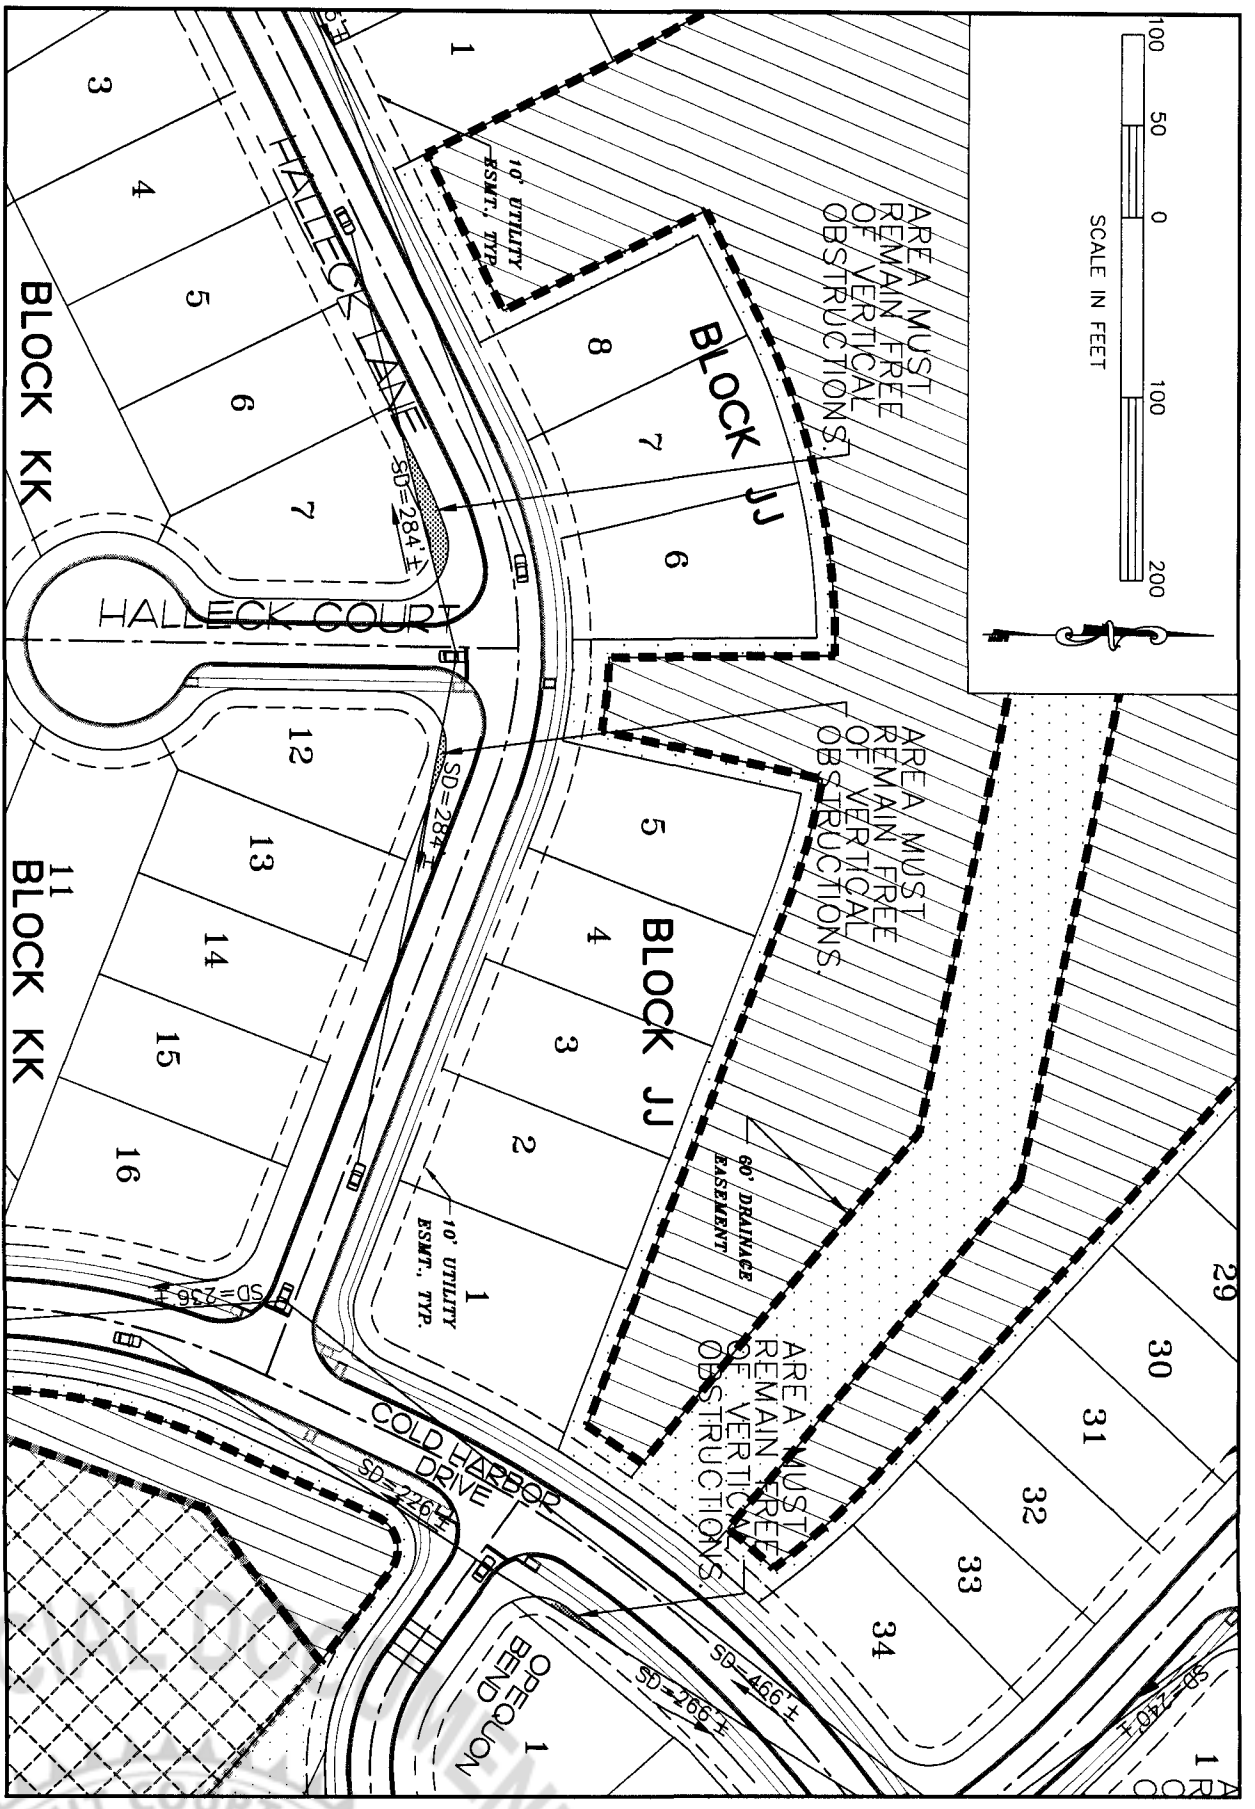 100 50 0 100 200
SCALE IN FEET
AREA MUST
REMAIN FREE
OF VERTICAL
OBSTRUCTIONS.
AREA MUST
REMAIN FREE
OF VERTICAL
OBSTRUCTIONS.
AREA MUST
REMAIN FREE
OF VERTICAL
OBSTRUCTIONS.
60' DRAINAGE
EASEMENT
29
30
31
32
33
34
BLOCK JJ
8
7
6
5
4
3
2
1
BLOCK JJ
1
10' UTILITY
ESMT., TYP.
10' UTILITY
ESMT., TYP.
HALLECK LANE
SD=284'±
SD=284'±
HALLECK COURT
3
4
5
6
7
BLOCK KK
12
13
14
15
16
11
BLOCK KK
SD=236'±
COLD HARBOR
DRIVE
SD=226'±
SD=466'±
SD=266'±
SD=240'±
OPEQUON
BEND
1
1